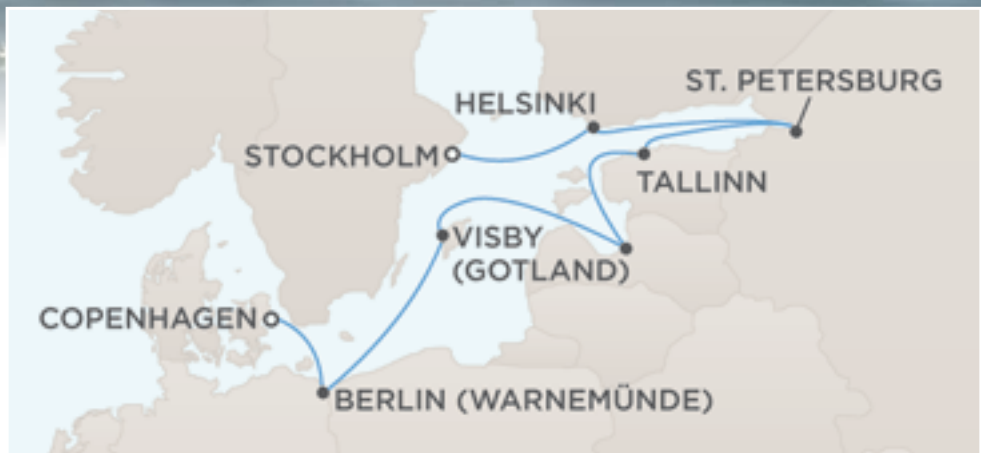 ST. PETERSBURG
HELSINKI
STOCKHOLM
TALLINN
VISBY
(GOTLAND)
COPENHAGEN
BERLIN (WARNEMÜNDE)